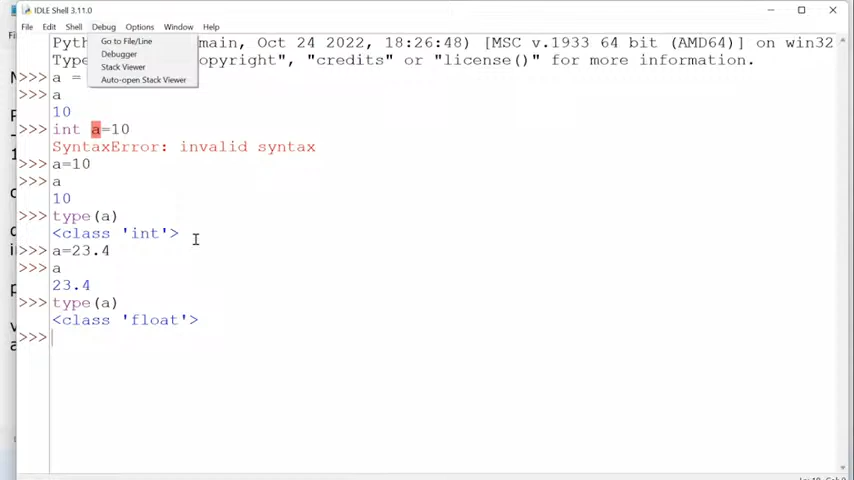 IDLE Shell 3.11.0
File Edit Shell Debug Options Window Help
Go to File/Line
Debugger
Stack Viewer
Auto-open Stack Viewer
Pyth main, Oct 24 2022, 18:26:48) [MSC v.1933 64 bit (AMD64)] on win32
Type opyright", "credits" or "license()" for more information.
>>> a =
>>> a
10
>>> int a=10
SyntaxError: invalid syntax
>>> a=10
>>> a
10
>>> type(a)
<class 'int'>
>>> a=23.4
>>> a
23.4
>>> type(a)
<class 'float'>
>>>